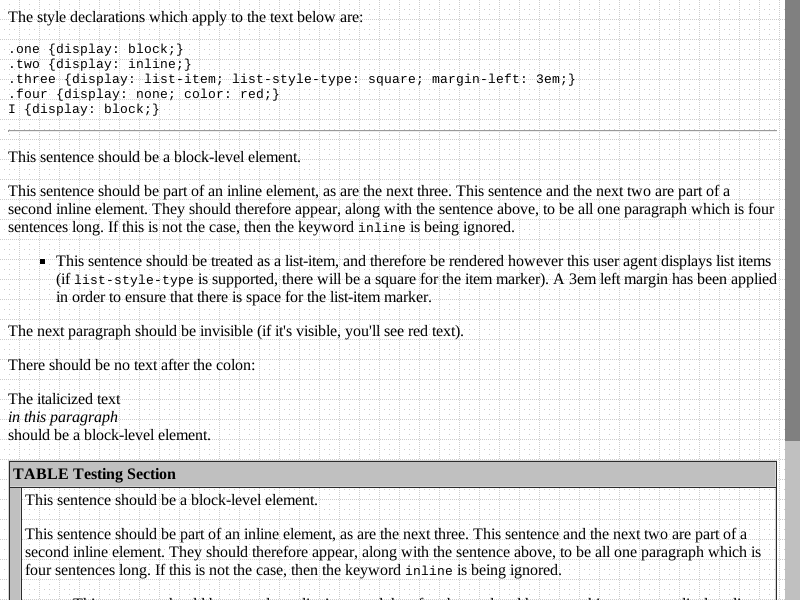 The style declarations which apply to the text below are:
.one {display: block;}
.two {display: inline;}
.three {display: list-item; list-style-type: square; margin-left: 3em;}
.four {display: none; color: red;}
I {display: block;}
This sentence should be a block-level element.
This sentence should be part of an inline element, as are the next three. This sentence and the next two are part of a
second inline element. They should therefore appear, along with the sentence above, to be all one paragraph which is four
sentences long. If this is not the case, then the keyword inline is being ignored.
This sentence should be treated as a list-item, and therefore be rendered however this user agent displays list items
(if list-style-type is supported, there will be a square for the item marker). A 3em left margin has been applied
in order to ensure that there is space for the list-item marker.
The next paragraph should be invisible (if it's visible, you'll see red text).
There should be no text after the colon:
The italicized text
in this paragraph
should be a block-level element.
TABLE Testing Section
This sentence should be a block-level element.
This sentence should be part of an inline element, as are the next three. This sentence and the next two are part of a
second inline element. They should therefore appear, along with the sentence above, to be all one paragraph which is
four sentences long. If this is not the case, then the keyword inline is being ignored.